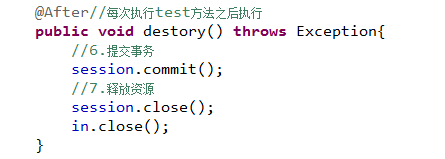 @After//每次执行test方法之后执行
public void destory() throws Exception{
//6.提交事务
session.commit();
//7.释放资源
session.close();
in.close();
}